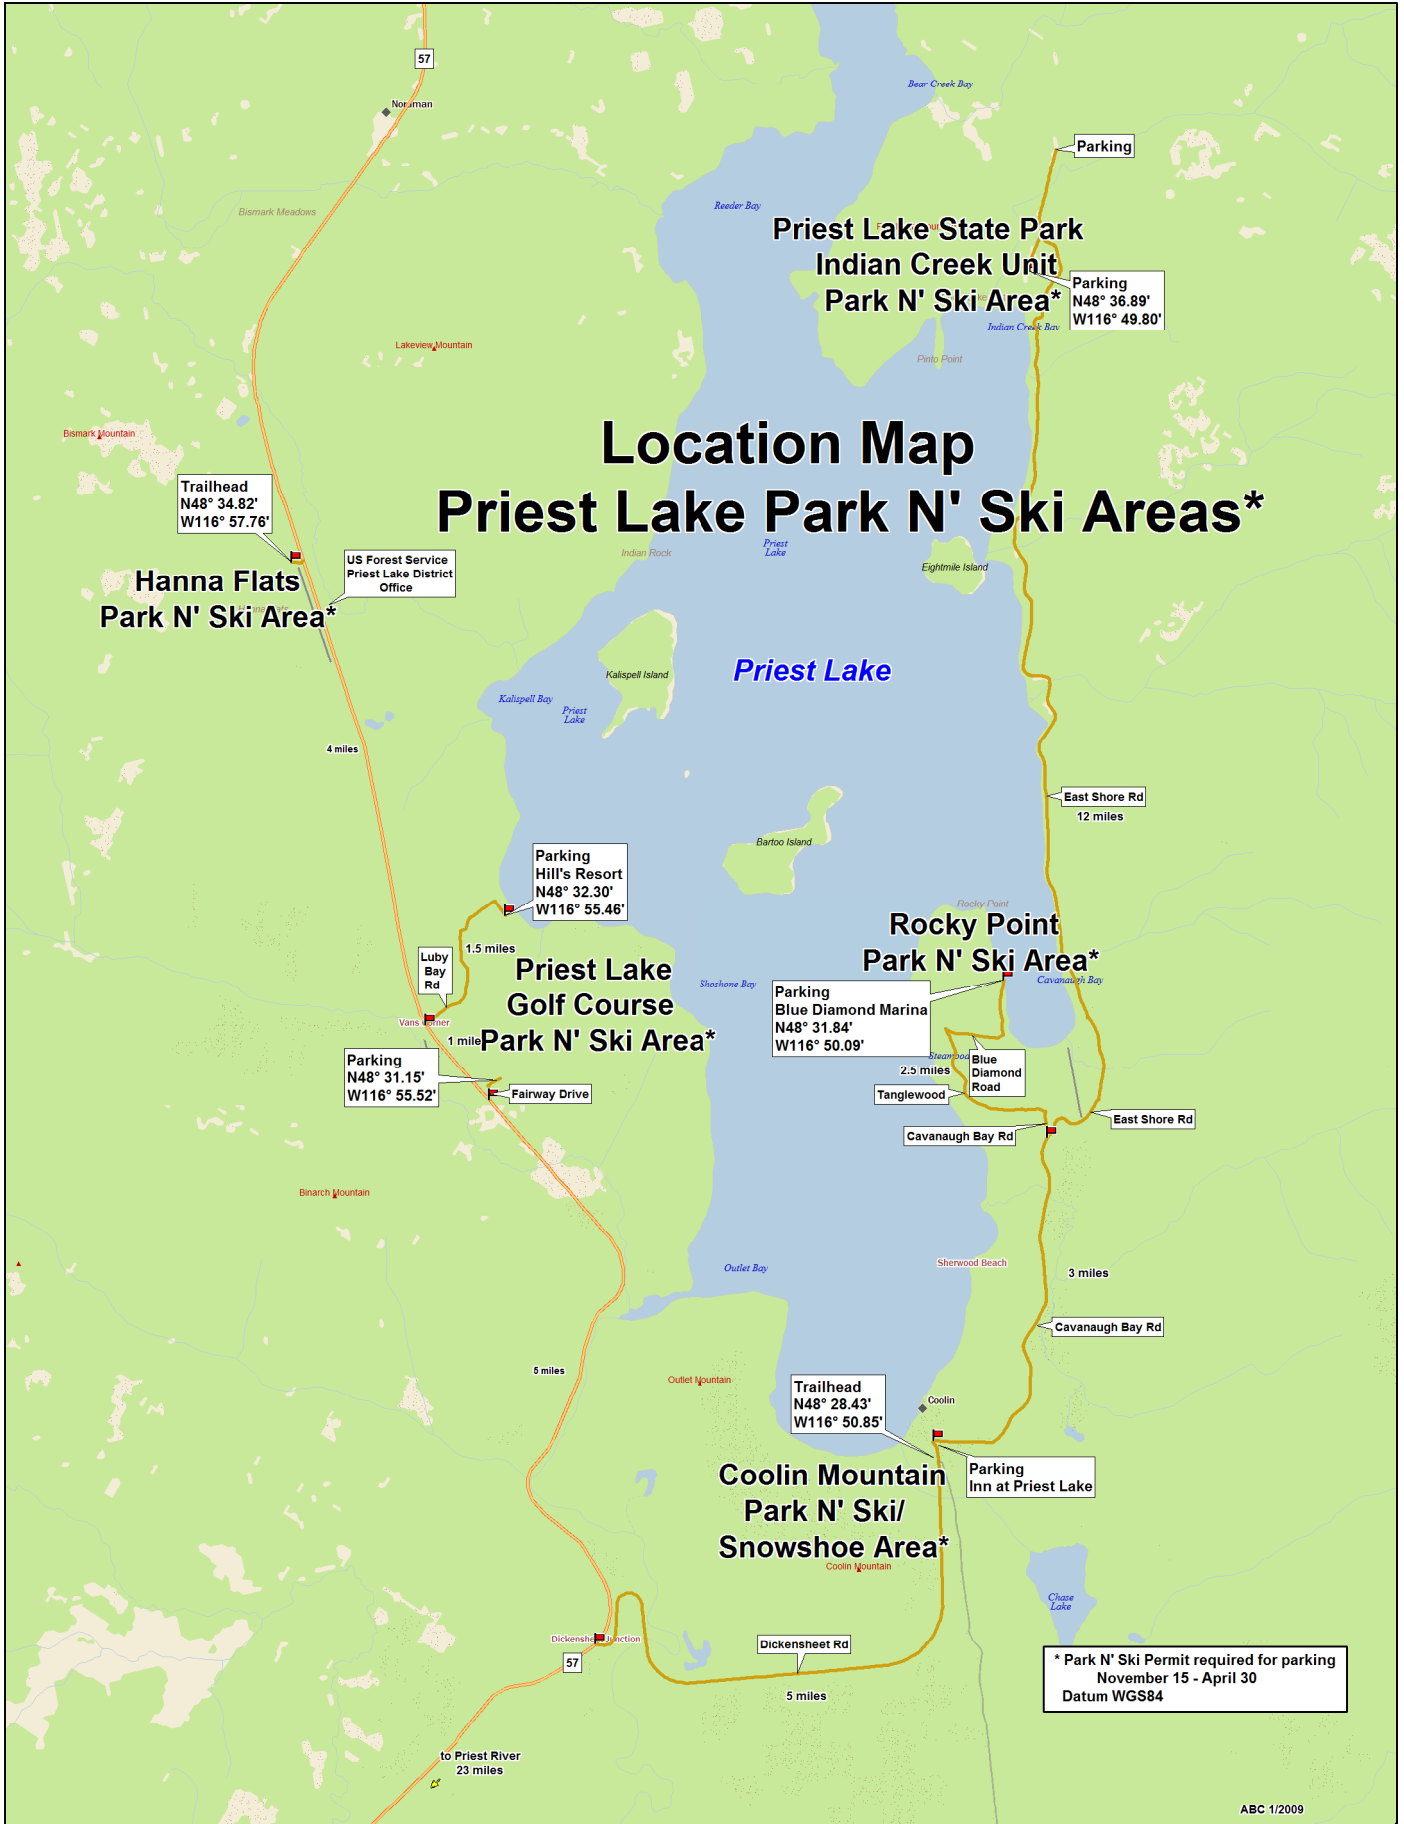 57
Nordman
Bear Creek Bay
Parking
Bismark Meadows
Reeder Bay
Priest Lake State Park
Indian Creek Unit
Park N' Ski Area*
Parking
N48° 36.89'
W116° 49.80'
Indian Creek Bay
Lakeview Mountain
Pinto Point
Bismark Mountain
Location Map
Priest Lake Park N' Ski Areas*
Trailhead
N48° 34.82'
W116° 57.76'
Indian Rock
Priest
Lake
Eightmile Island
US Forest Service
Priest Lake District
Office
Hanna Flats
Park N' Ski Area*
Kalispell Island
Priest Lake
Kalispell Bay
Priest
Lake
4 miles
East Shore Rd
12 miles
Bartoo Island
Parking
Hill's Resort
N48° 32.30'
W116° 55.46'
Rocky Point
Rocky Point
Park N' Ski Area*
1.5 miles
Luby
Bay
Rd
Priest Lake
Golf Course
Park N' Ski Area*
Shoshone Bay
Cavanaugh Bay
Parking
Blue Diamond Marina
N48° 31.84'
W116° 50.09'
Vans Corner
1 mile
Parking
N48° 31.15'
W116° 55.52'
Fairway Drive
2.5 miles
Blue
Diamond
Road
Tanglewood
East Shore Rd
Cavanaugh Bay Rd
Binarch Mountain
Outlet Bay
Sherwood Beach
3 miles
Cavanaugh Bay Rd
5 miles
Outlet Mountain
Trailhead
N48° 28.43'
W116° 50.85'
Coolin
Parking
Inn at Priest Lake
Coolin Mountain
Park N' Ski/
Snowshoe Area*
Coolin Mountain
Chase
Lake
Dickensheet Junction
57
Dickensheet Rd
5 miles
* Park N' Ski Permit required for parking
November 15 - April 30
Datum WGS84
to Priest River
23 miles
ABC 1/2009